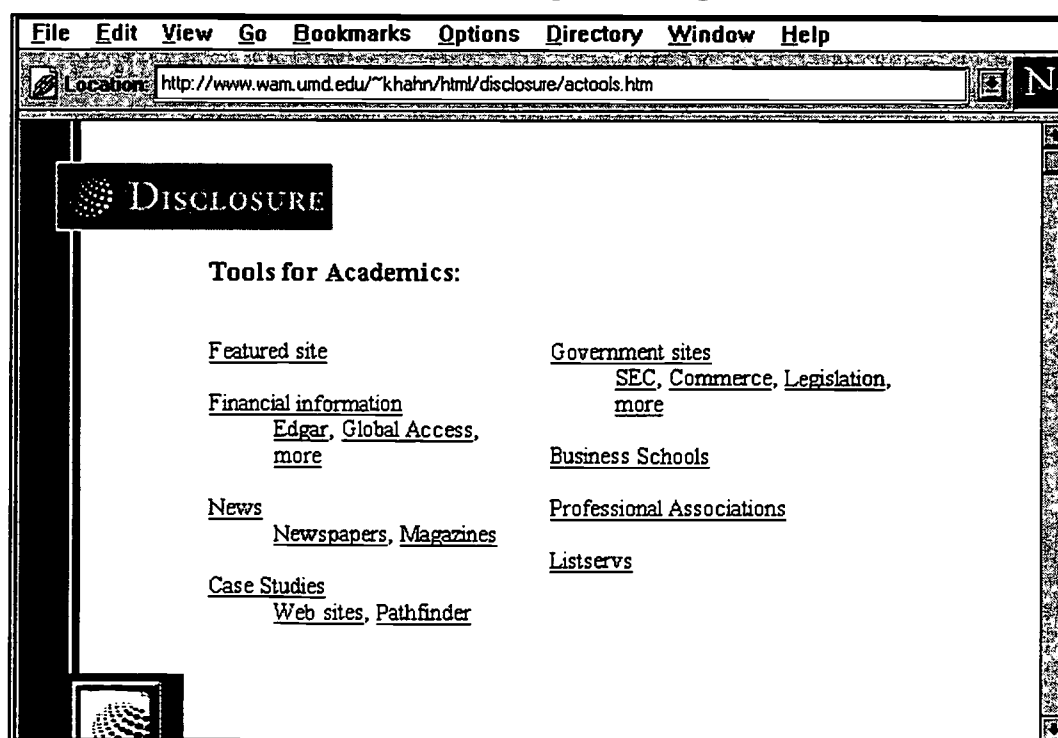 File Edit View Go Bookmarks Options Directory Window Help
Location: http://www.wam.umd.edu/~khahn/html/disclosure/actools.htm
N
DISCLOSURE
Tools for Academics:
Featured site
Financial information
Edgar, Global Access,
more
News
Newspapers, Magazines
Case Studies
Web sites, Pathfinder
Government sites
SEC, Commerce, Legislation,
more
Business Schools
Professional Associations
Listservs